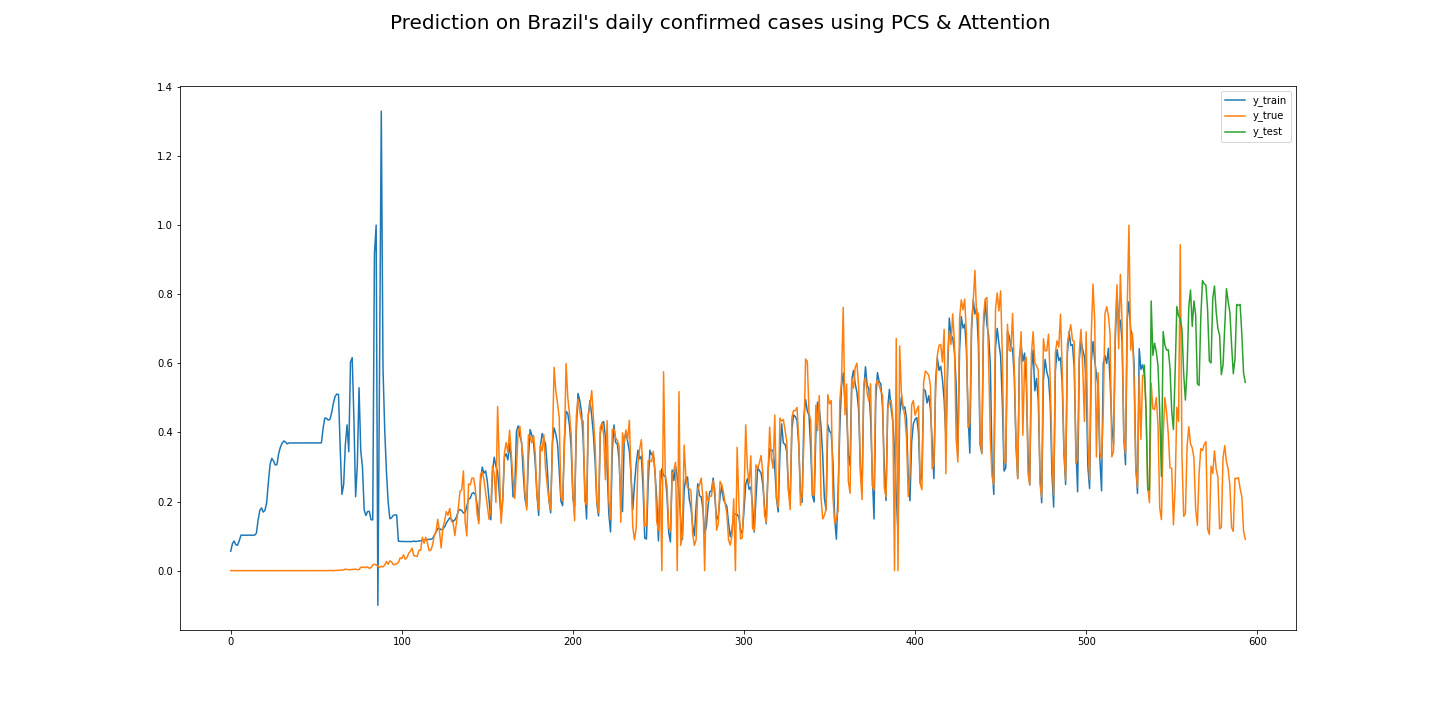 Prediction on Brazil's daily confirmed cases using PCS & Attention
1.4
1.2
1.0
0.8
0.6
0.4
0.2
0.0
y_train
y_true
y_test
0 100 200 300 400 500 600